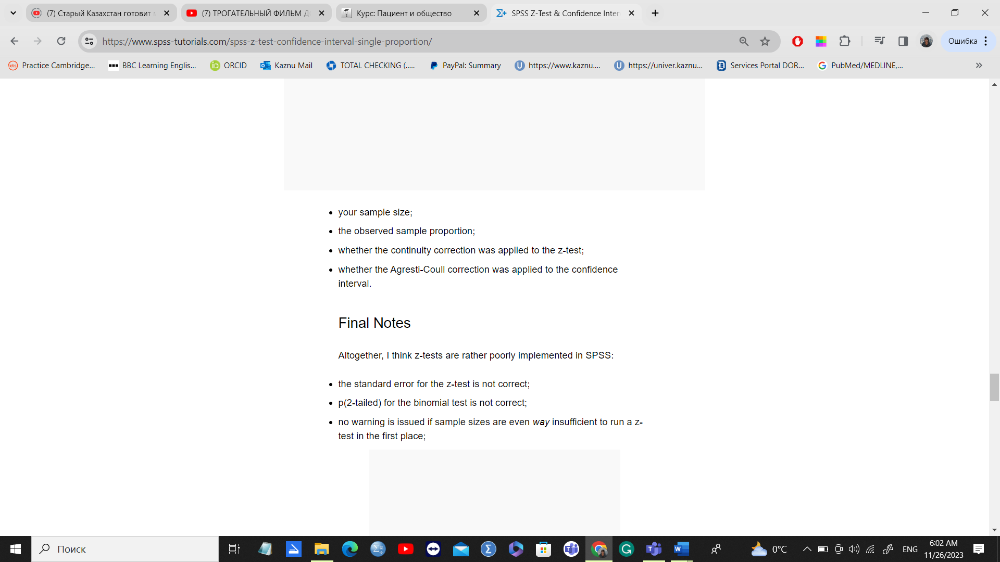 (7) Старый Казахстан готовит
(7) ТРОГАТЕЛЬНЫЙ ФИЛЬМ
Курс: Пациент и общество
SPSS Z-Test & Confidence Inter
https://www.spss-tutorials.com/spss-z-test-confidence-interval-single-proportion/
Ошибка
Practice Cambridge...
BBC Learning Englis...
iD
ORCID
Kaznu Mail
TOTAL CHECKING (.....
PayPal: Summary
https://www.kaznu....
https://univer.kaznu...
Services Portal DOR...
PubMed/MEDLINE,...
your sample size;
the observed sample proportion;
whether the continuity correction was applied to the z-test;
whether the Agresti-Coull correction was applied to the confidence
interval.
Final Notes
Altogether, I think z-tests are rather poorly implemented in SPSS:
the standard error for the z-test is not correct;
p(2-tailed) for the binomial test is not correct;
no warning is issued if sample sizes are even way insufficient to run a z-
test in the first place;
Поиск
0°C
ENG
6:02 AM
11/26/2023